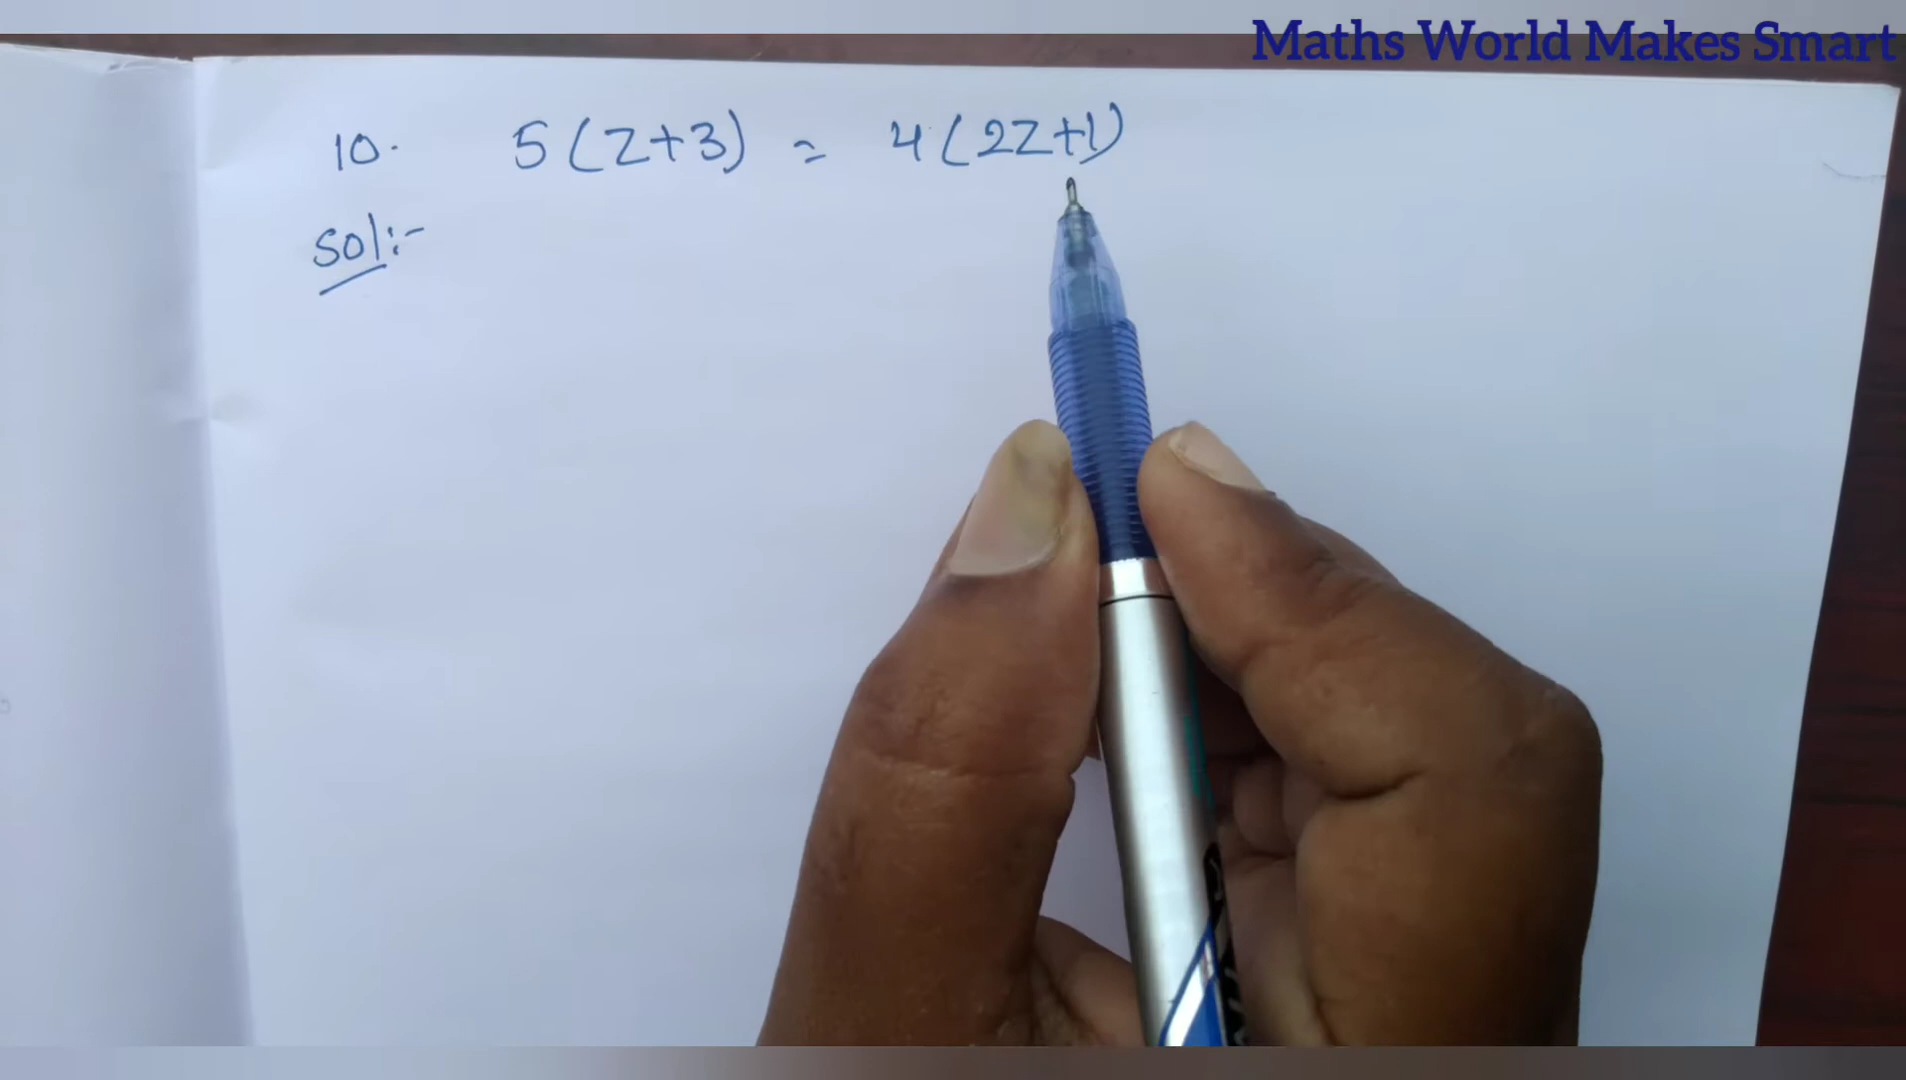 Maths World Makes Smart
10. 5(Z+3) = 4(2Z+1)
Sol:-